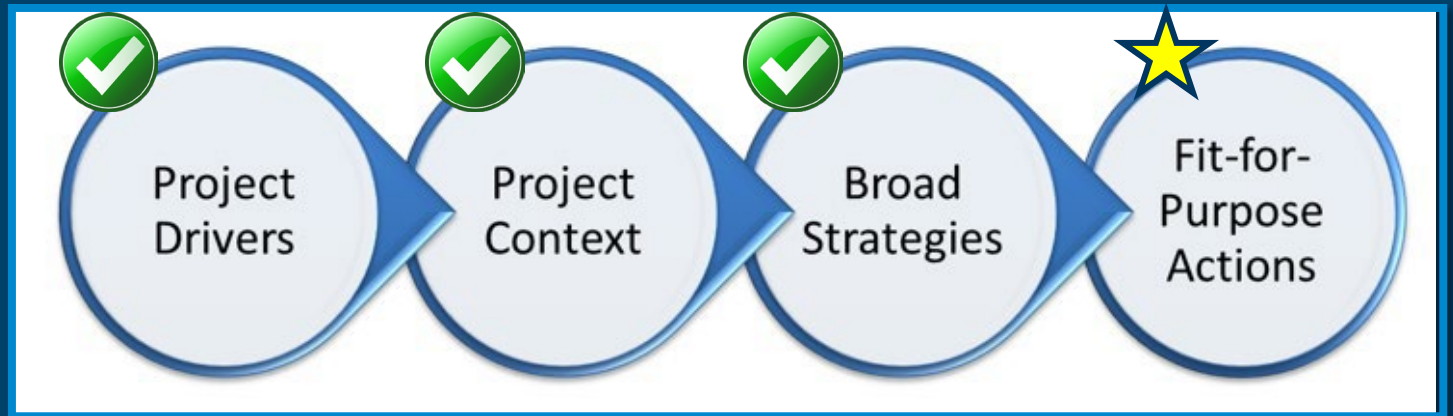 Project
Drivers
Project
Context
Broad
Strategies
Fit-for-
Purpose
Actions